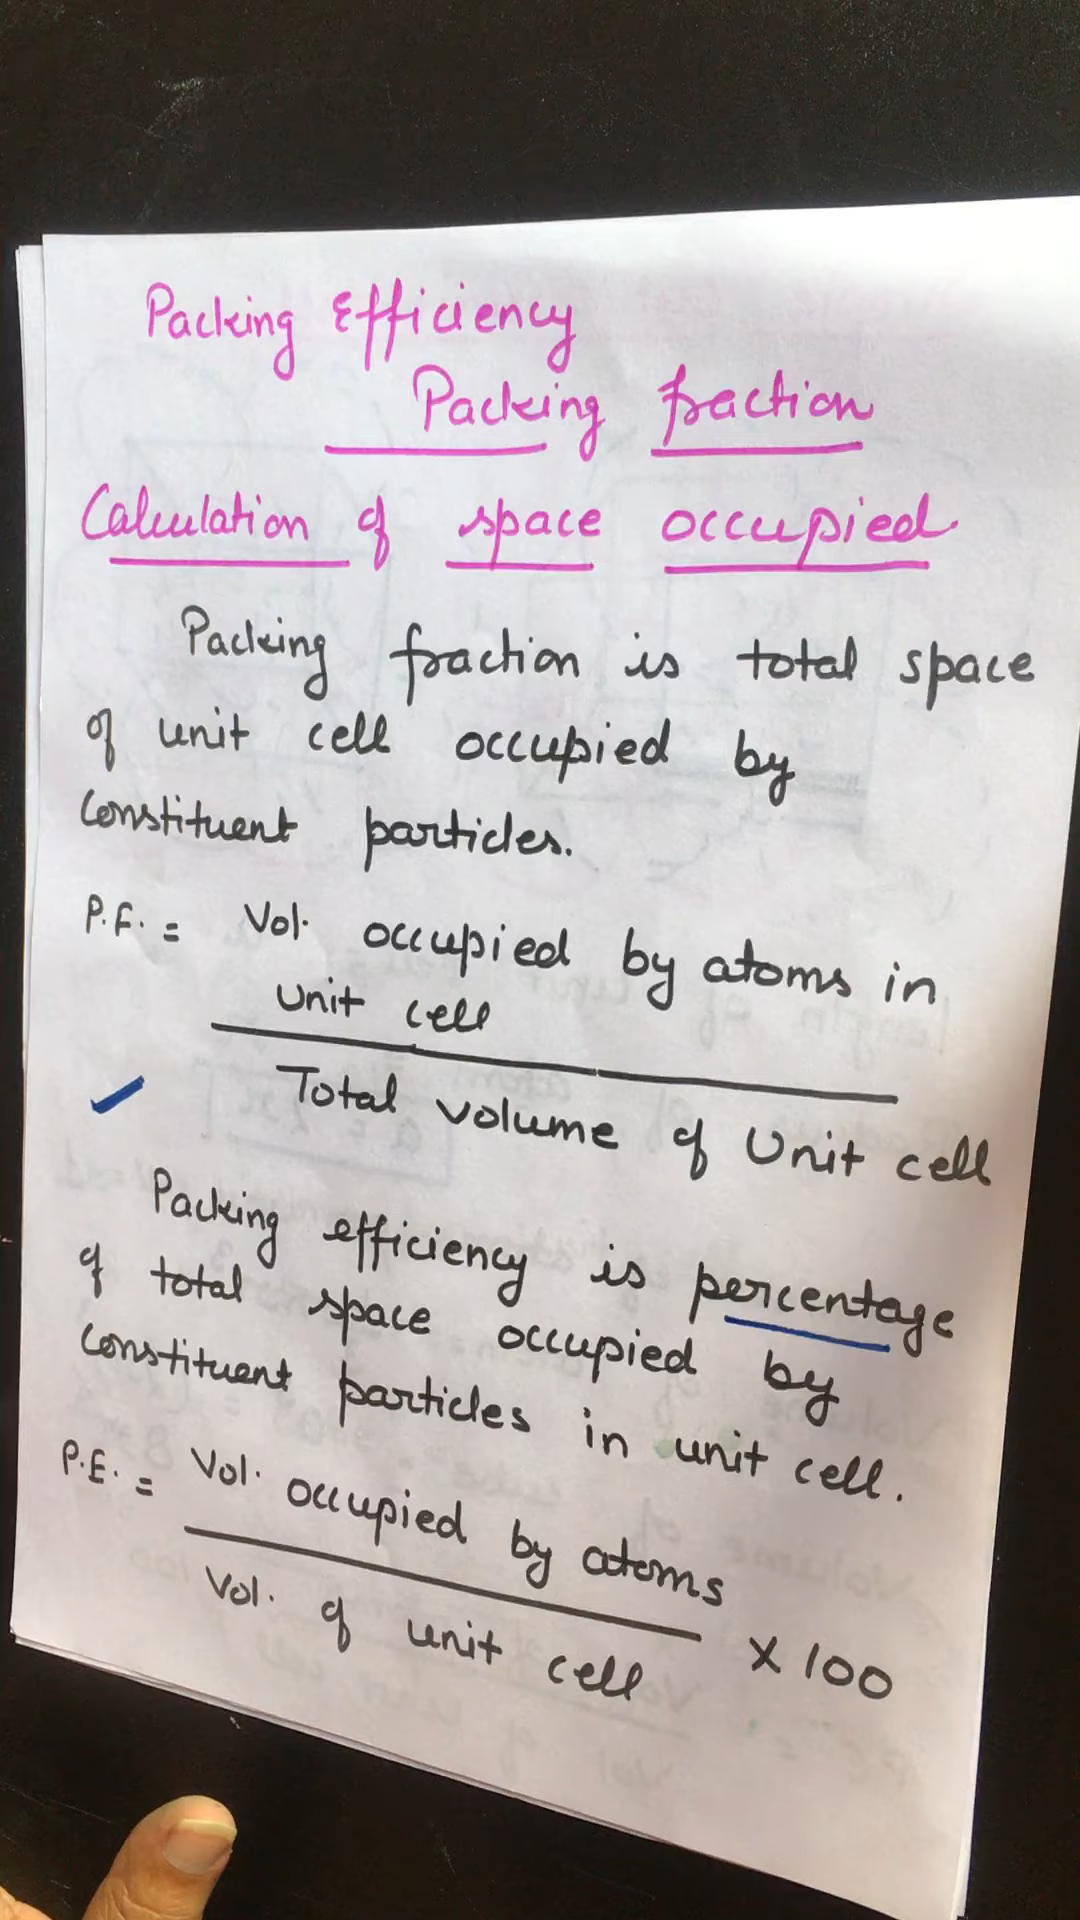 Packing Efficiency
Packing fraction
Calculation of space occupied
Packing fraction is total space
of unit cell occupied by
constituent particles.
P.F. = Vol. occupied by atoms in
unit cell
Total volume of Unit cell
Packing efficiency is percentage
of total space occupied by
constituent particles in unit cell.
P.E. = Vol. occupied by atoms
Vol. of unit cell × 100